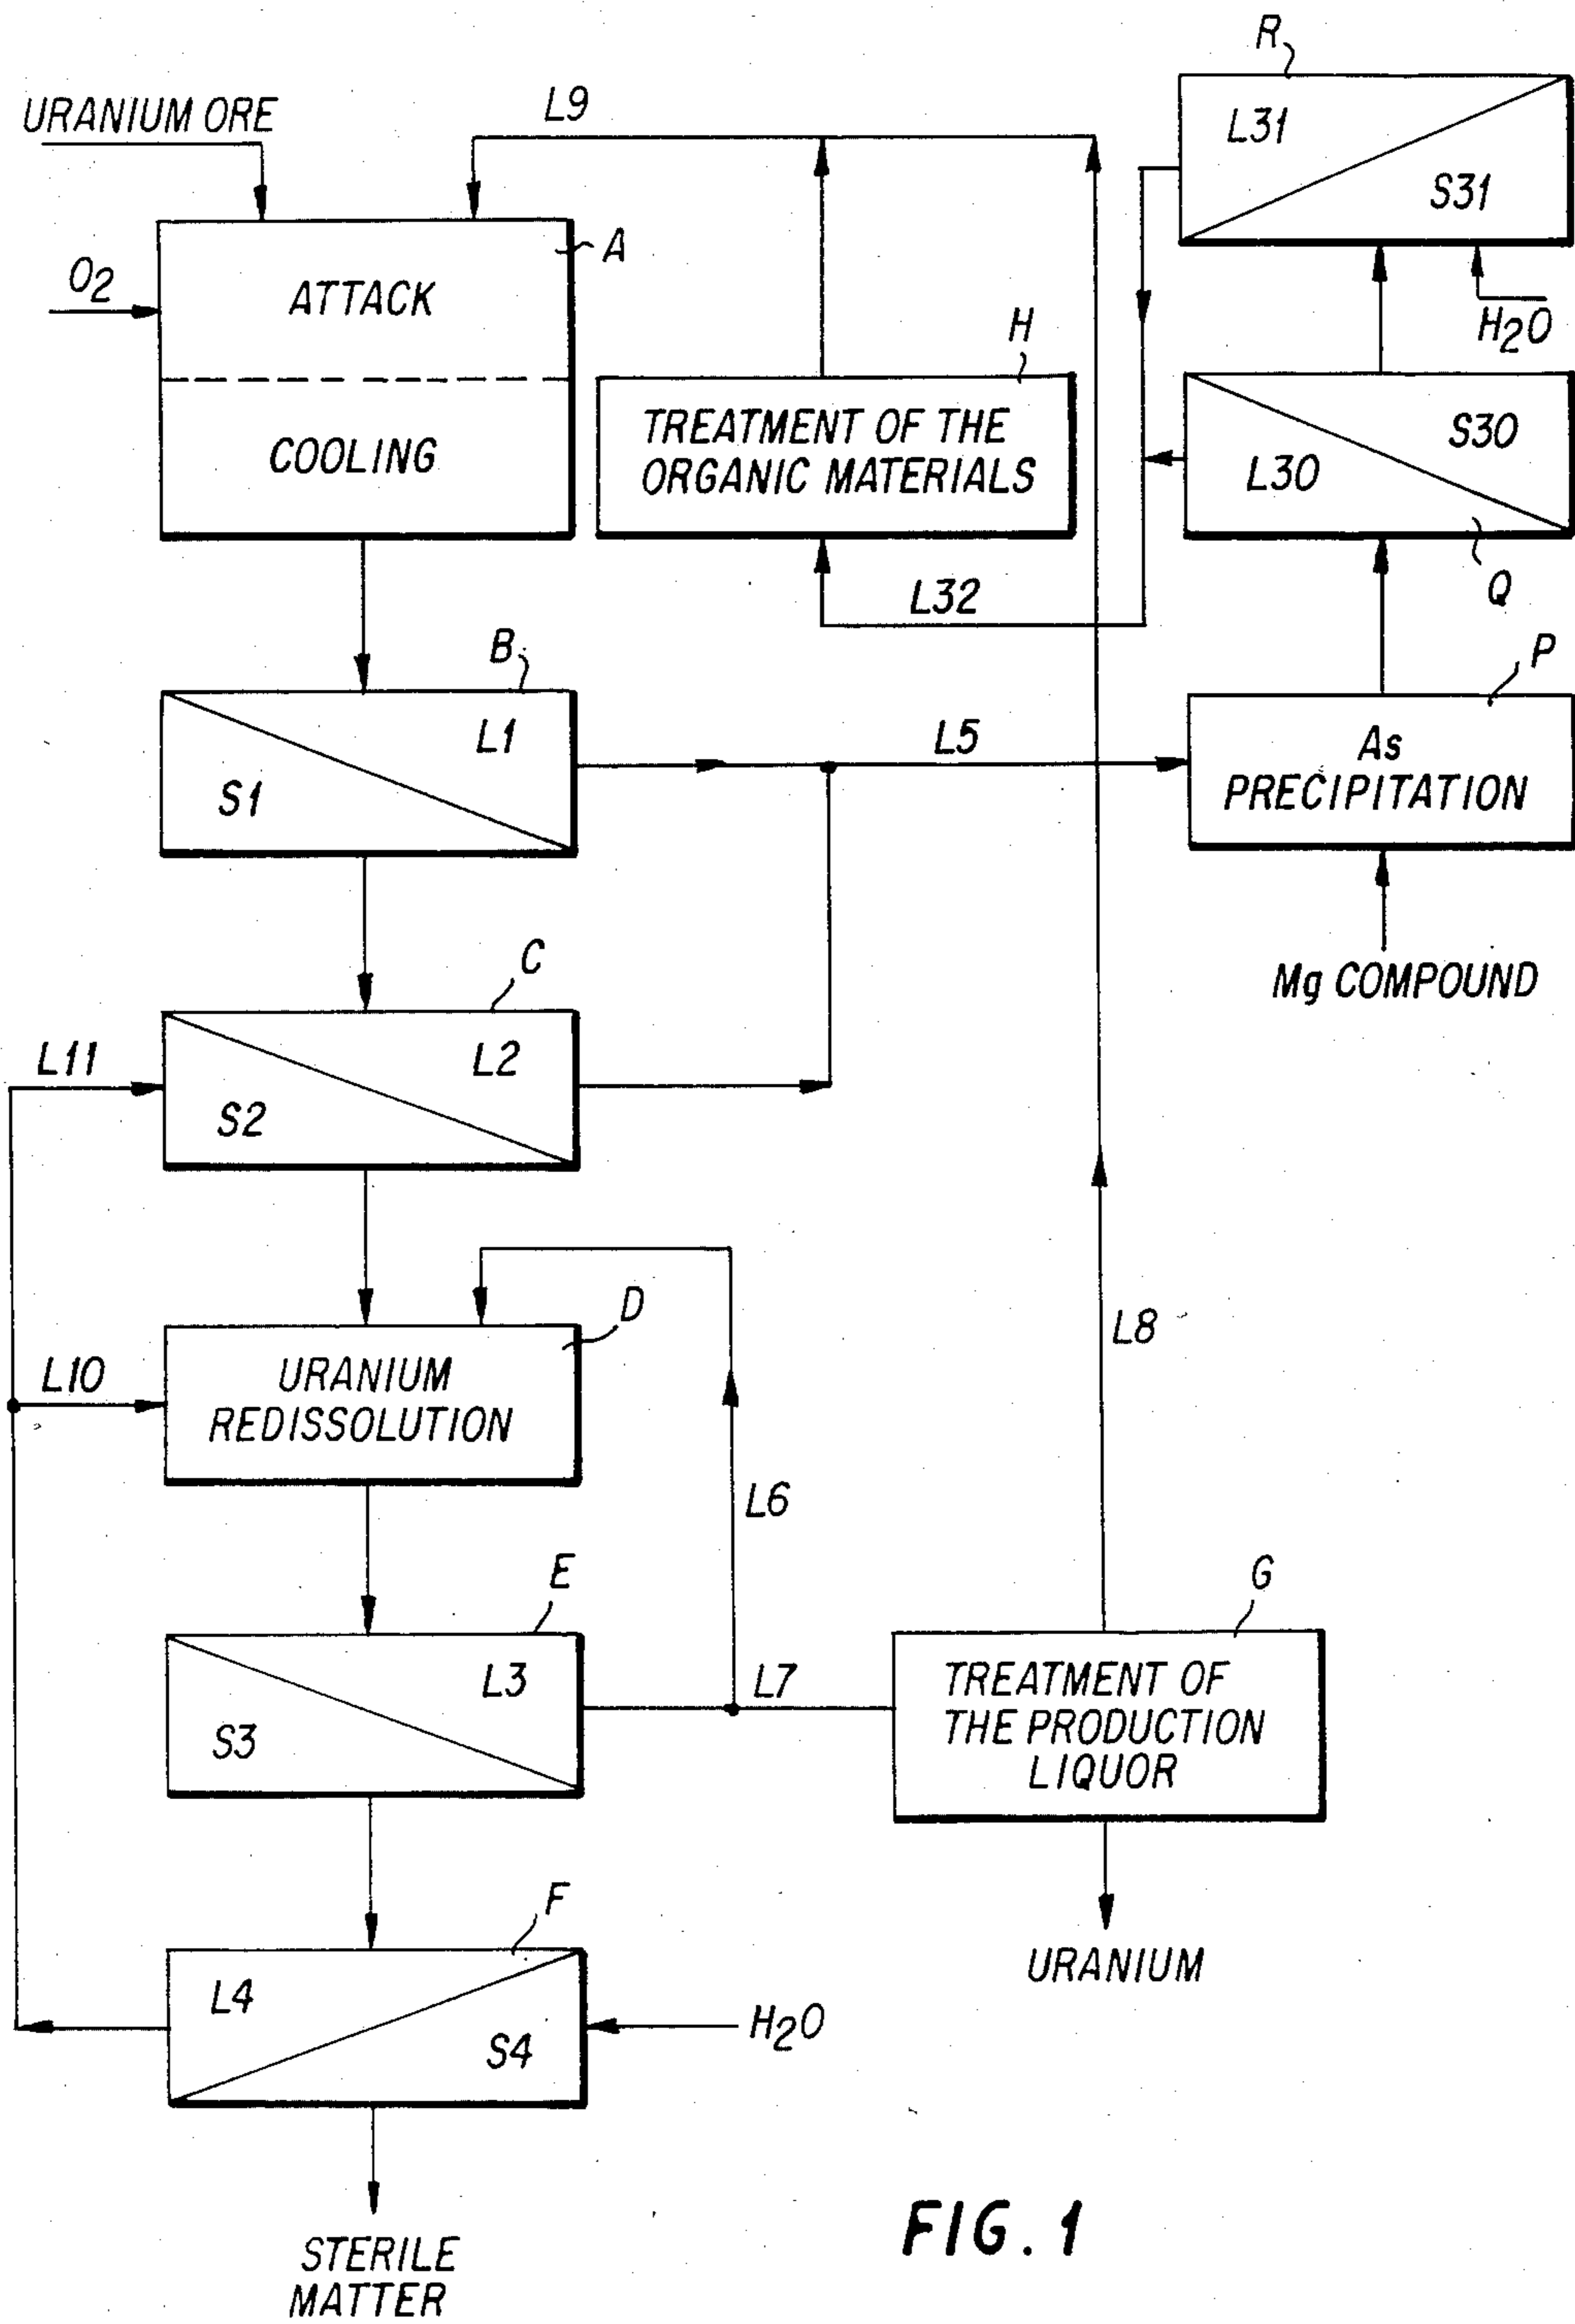 R
URANIUM ORE
L9
L31
S31
A
O2
ATTACK
H2O
H
COOLING
TREATMENT OF THE
ORGANIC MATERIALS
S30
L30
Q
L32
B
P
L1
S1
L5
As
PRECIPITATION
Mg COMPOUND
C
L11
L2
S2
D
L10
URANIUM
REDISSOLUTION
L8
L6
E
G
L3
S3
L7
TREATMENT OF
THE PRODUCTION
LIQUOR
F
L4
S4
H2O
URANIUM
STERILE
MATTER
FIG. 1